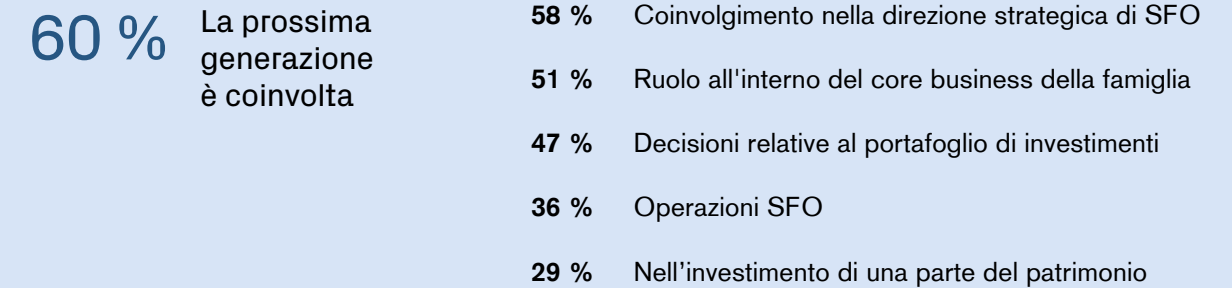 60 %
La prossima
generazione
è coinvolta
58 % Coinvolgimento nella direzione strategica di SFO
51 % Ruolo all'interno del core business della famiglia
47 % Decisioni relative al portafoglio di investimenti
36 % Operazioni SFO
29 % Nell’investimento di una parte del patrimonio